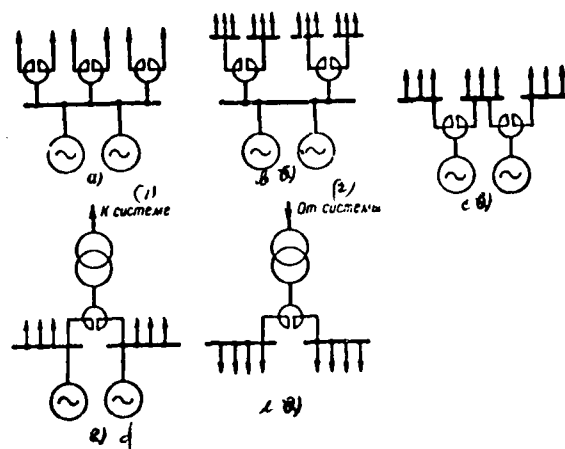 а)
в б)
с в)
(1)
К системе
(2)
От системы
г) d
л д)